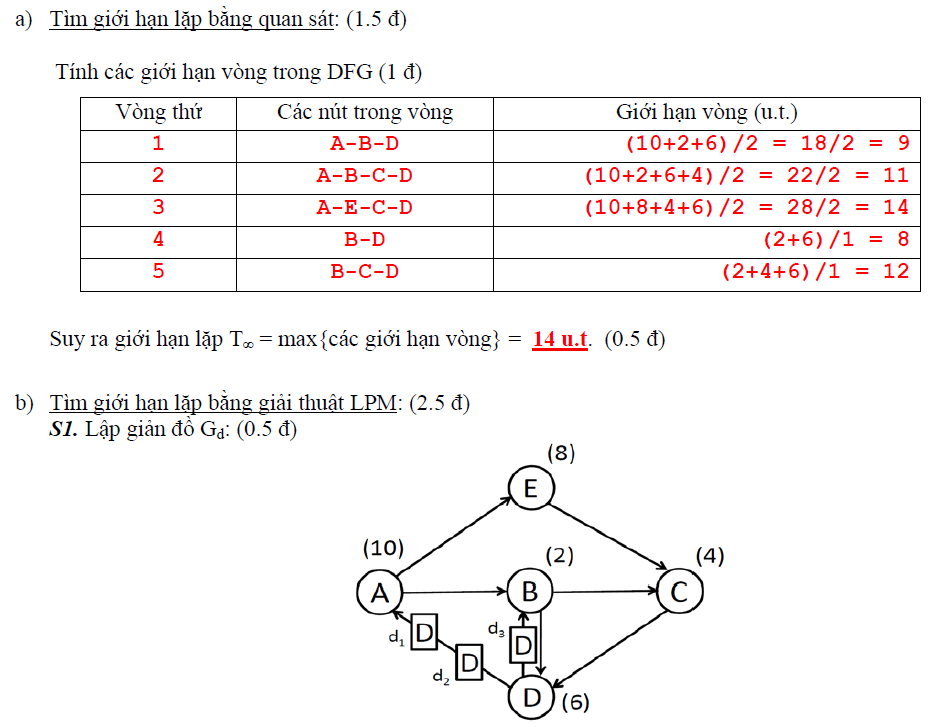 a) Tìm giới hạn lặp bằng quan sát: (1.5 đ)
Tính các giới hạn vòng trong DFG (1 đ)
Vòng thứ Các nút trong vòng Giới hạn vòng (u.t.)
1 A-B-D (10+2+6)/2 = 18/2 = 9
2 A-B-C-D (10+2+6+4)/2 = 22/2 = 11
3 A-E-C-D (10+8+4+6)/2 = 28/2 = 14
4 B-D (2+6)/1 = 8
5 B-C-D (2+4+6)/1 = 12
Suy ra giới hạn lặp T∞ = max{các giới hạn vòng} = 14 u.t. (0.5 đ)
b) Tìm giới hạn lặp bằng giải thuật LPM: (2.5 đ)
S1. Lập giản đồ Gd: (0.5 đ)
(8)
E
(10) (2) (4)
A B C
d1 D d3 D
d2 D
D (6)